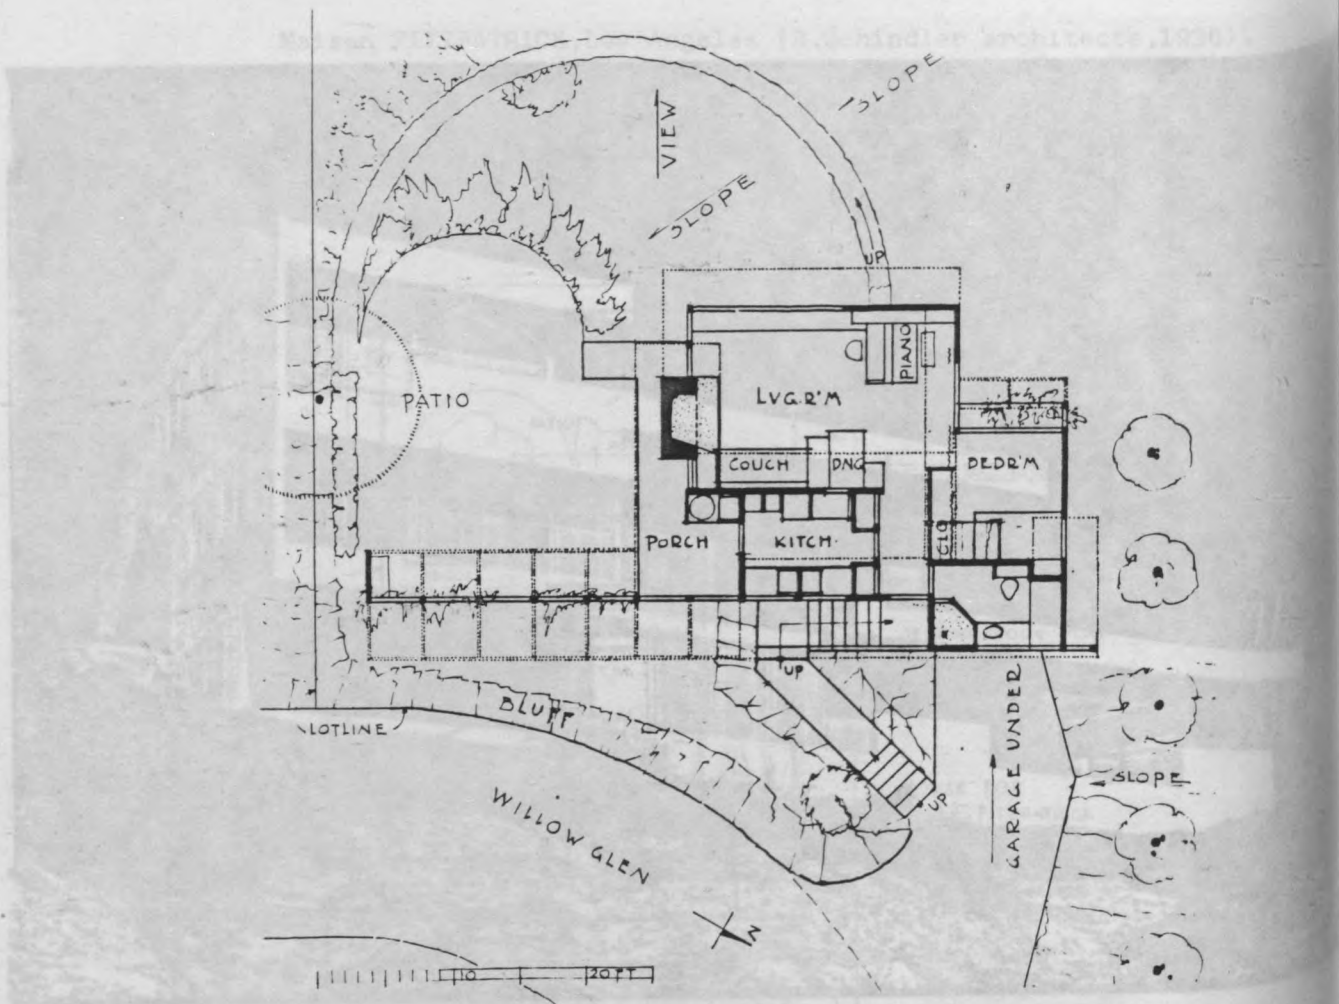 SLOPE
VIEW
SLOPE
UP
PIANO
PATIO
LVG.R'M
COUCH
DNG
BEDR'M
PORCH
KITCH.
CLO
UP
BLUFF
LOTLINE
GARAGE UNDER
SLOPE
UP
WILLOW GLEN
N
10
20 FT